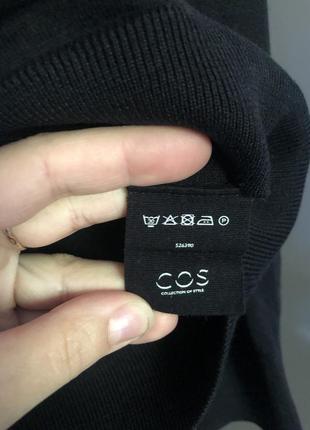 P
526390
COS
COLLECTION OF STYLE